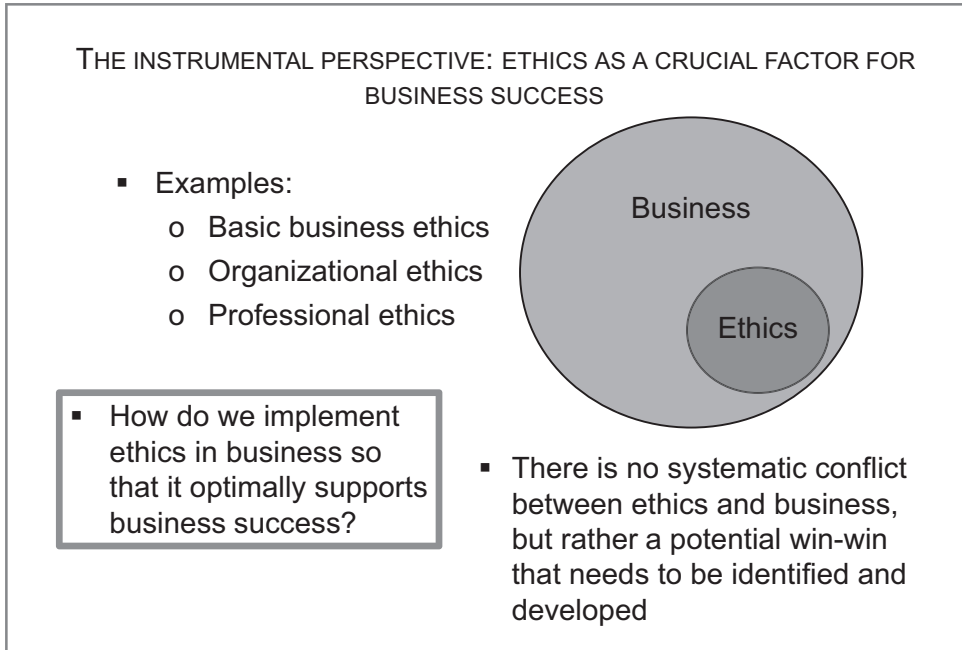 THE INSTRUMENTAL PERSPECTIVE: ETHICS AS A CRUCIAL FACTOR FOR
BUSINESS SUCCESS
▪ Examples:
o Basic business ethics
o Organizational ethics
o Professional ethics
Business
Ethics
▪ How do we implement
ethics in business so
that it optimally supports
business success?
▪ There is no systematic conflict
between ethics and business,
but rather a potential win-win
that needs to be identified and
developed